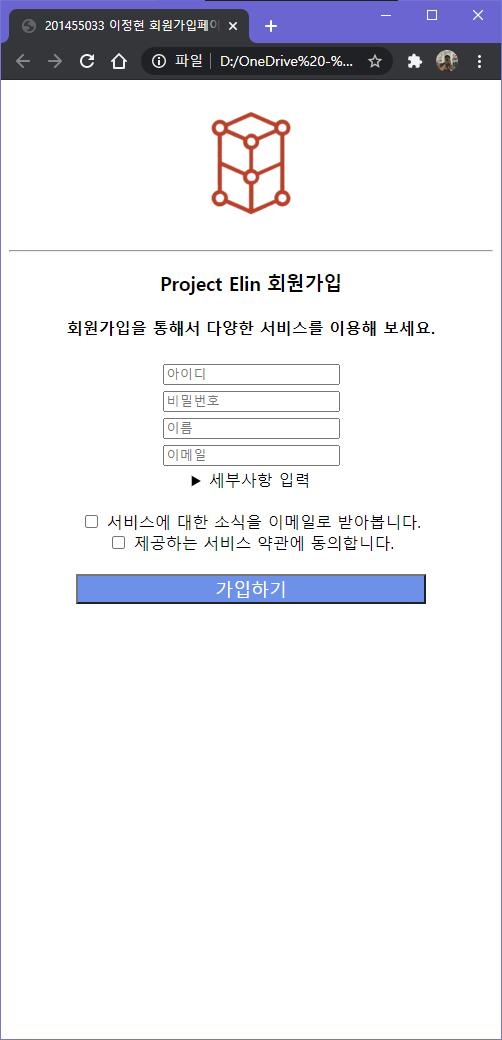 201455033 이정현 회원가입페이
파일 D:/OneDrive%20-%...
Project Elin 회원가입
회원가입을 통해서 다양한 서비스를 이용해 보세요.
아이디
비밀번호
이름
이메일
▶ 세부사항 입력
서비스에 대한 소식을 이메일로 받아봅니다.
제공하는 서비스 약관에 동의합니다.
가입하기